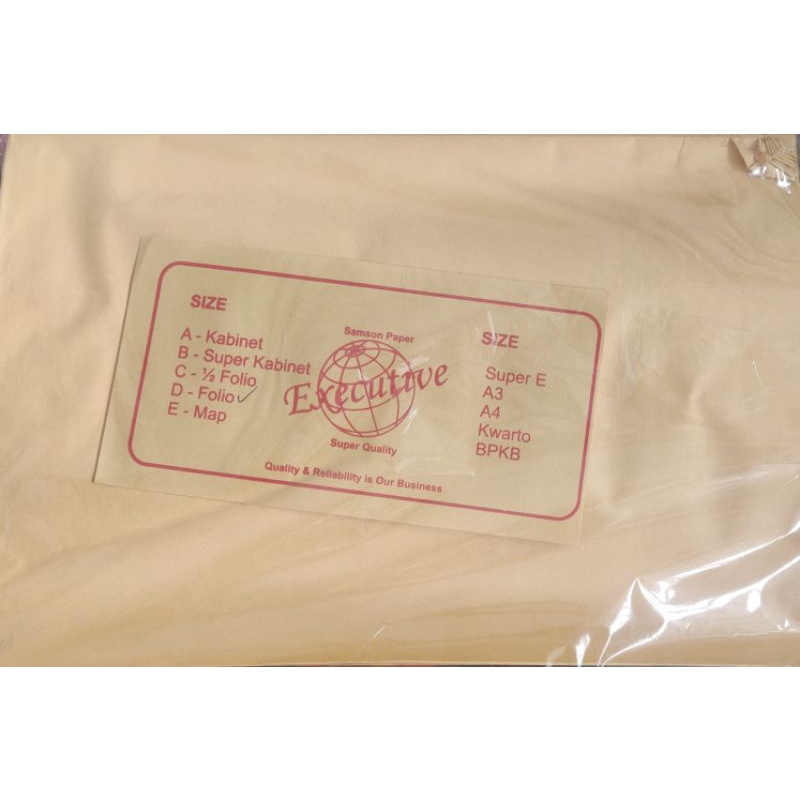 SIZE
A - Kabinet
B - Super Kabinet
C - ½ Folio
D - Folio ✓
E - Map
Samson Paper
Executive
Super Quality
Quality & Reliability is Our Business
SIZE
Super E
A3
A4
Kwarto
BPKB